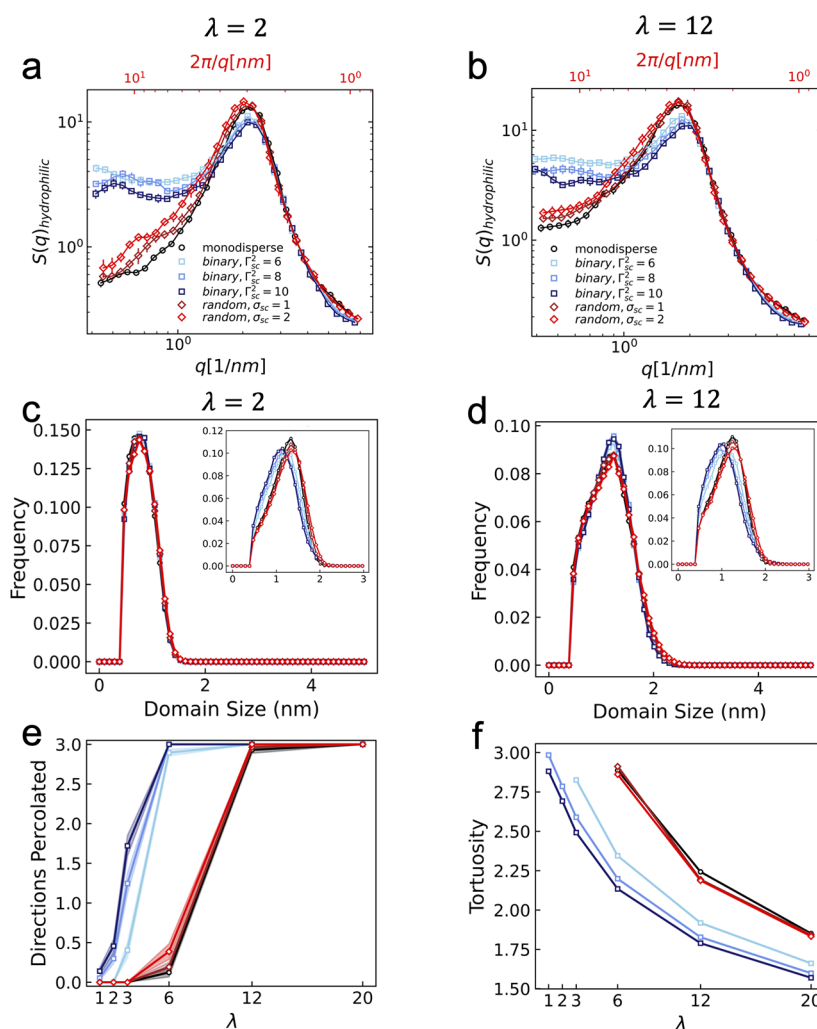 λ = 2
λ = 12
a
2π/q[nm]
10¹
10⁰
S(q)hydrophilic
10¹
10⁰
monodisperse
binary, Γ²sc = 6
binary, Γ²sc = 8
binary, Γ²sc = 10
random, σsc = 1
random, σsc = 2
10⁰
q[1/nm]
b
2π/q[nm]
10¹
10⁰
S(q)hydrophilic
10¹
10⁰
monodisperse
binary, Γ²sc = 6
binary, Γ²sc = 8
binary, Γ²sc = 10
random, σsc = 1
random, σsc = 2
10⁰
q[1/nm]
c
λ = 2
Frequency
0.150
0.125
0.100
0.075
0.050
0.025
0.000
0.12
0.10
0.08
0.06
0.04
0.02
0.00
0 1 2 3
0 2 4
Domain Size (nm)
d
λ = 12
Frequency
0.10
0.08
0.06
0.04
0.02
0.00
0.12
0.10
0.08
0.06
0.04
0.02
0.00
0 1 2 3
0 2 4
Domain Size (nm)
e
Directions Percolated
3.0
2.5
2.0
1.5
1.0
0.5
0.0
1 2 3 6 12 20
λ
f
Tortuosity
3.00
2.75
2.50
2.25
2.00
1.75
1.50
1 2 3 6 12 20
λ